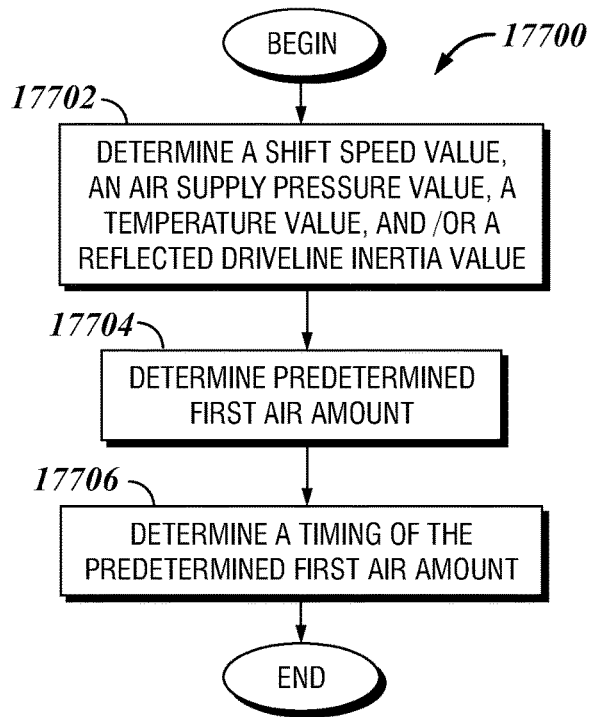 BEGIN
17700
17702
DETERMINE A SHIFT SPEED VALUE,
AN AIR SUPPLY PRESSURE VALUE, A
TEMPERATURE VALUE, AND /OR A
REFLECTED DRIVELINE INERTIA VALUE
17704
DETERMINE PREDETERMINED
FIRST AIR AMOUNT
17706
DETERMINE A TIMING OF THE
PREDETERMINED FIRST AIR AMOUNT
END